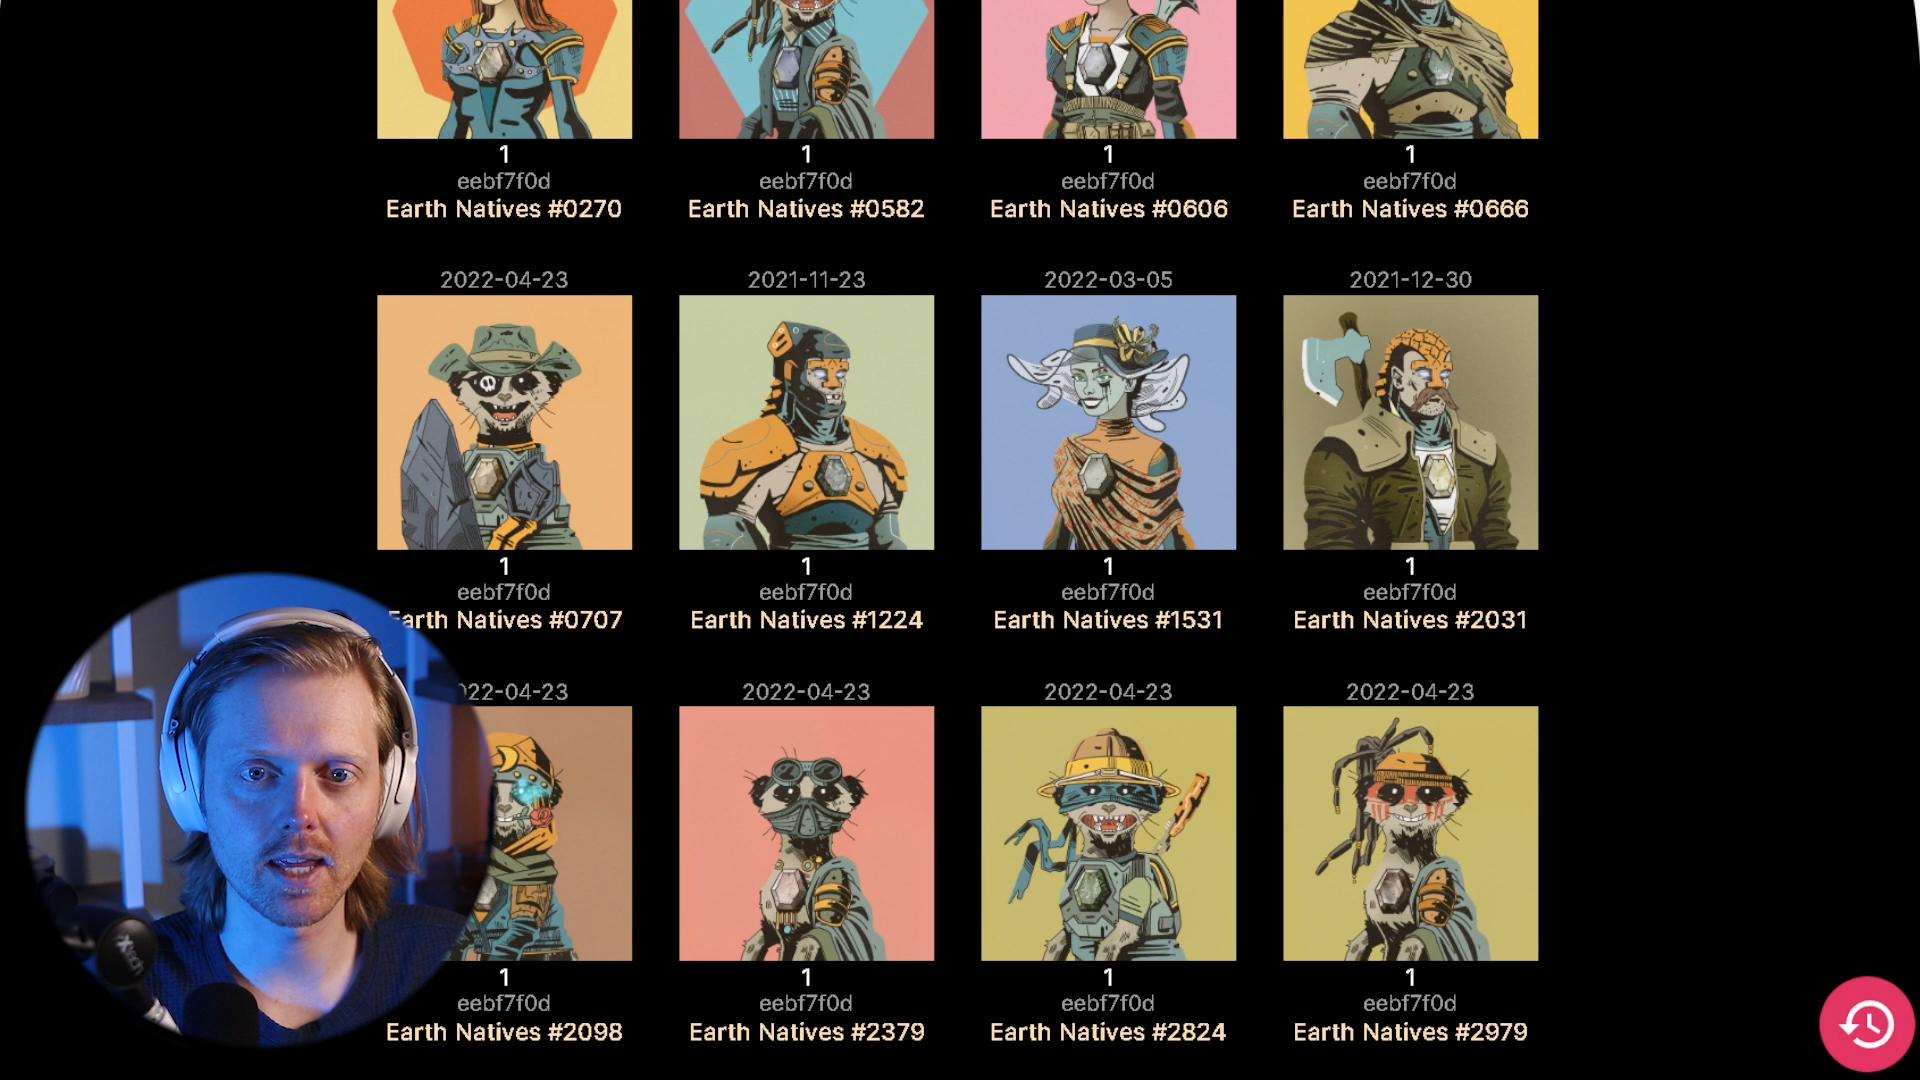 1 1 1 1
eebf7f0d eebf7f0d eebf7f0d eebf7f0d
Earth Natives #0270 Earth Natives #0582 Earth Natives #0606 Earth Natives #0666
2022-04-23 2021-11-23 2022-03-05 2021-12-30
1 1 1 1
eebf7f0d eebf7f0d eebf7f0d eebf7f0d
Earth Natives #0707 Earth Natives #1224 Earth Natives #1531 Earth Natives #2031
22-04-23 2022-04-23 2022-04-23 2022-04-23
1 1 1 1
eebf7f0d eebf7f0d eebf7f0d eebf7f0d
Earth Natives #2098 Earth Natives #2379 Earth Natives #2824 Earth Natives #2979